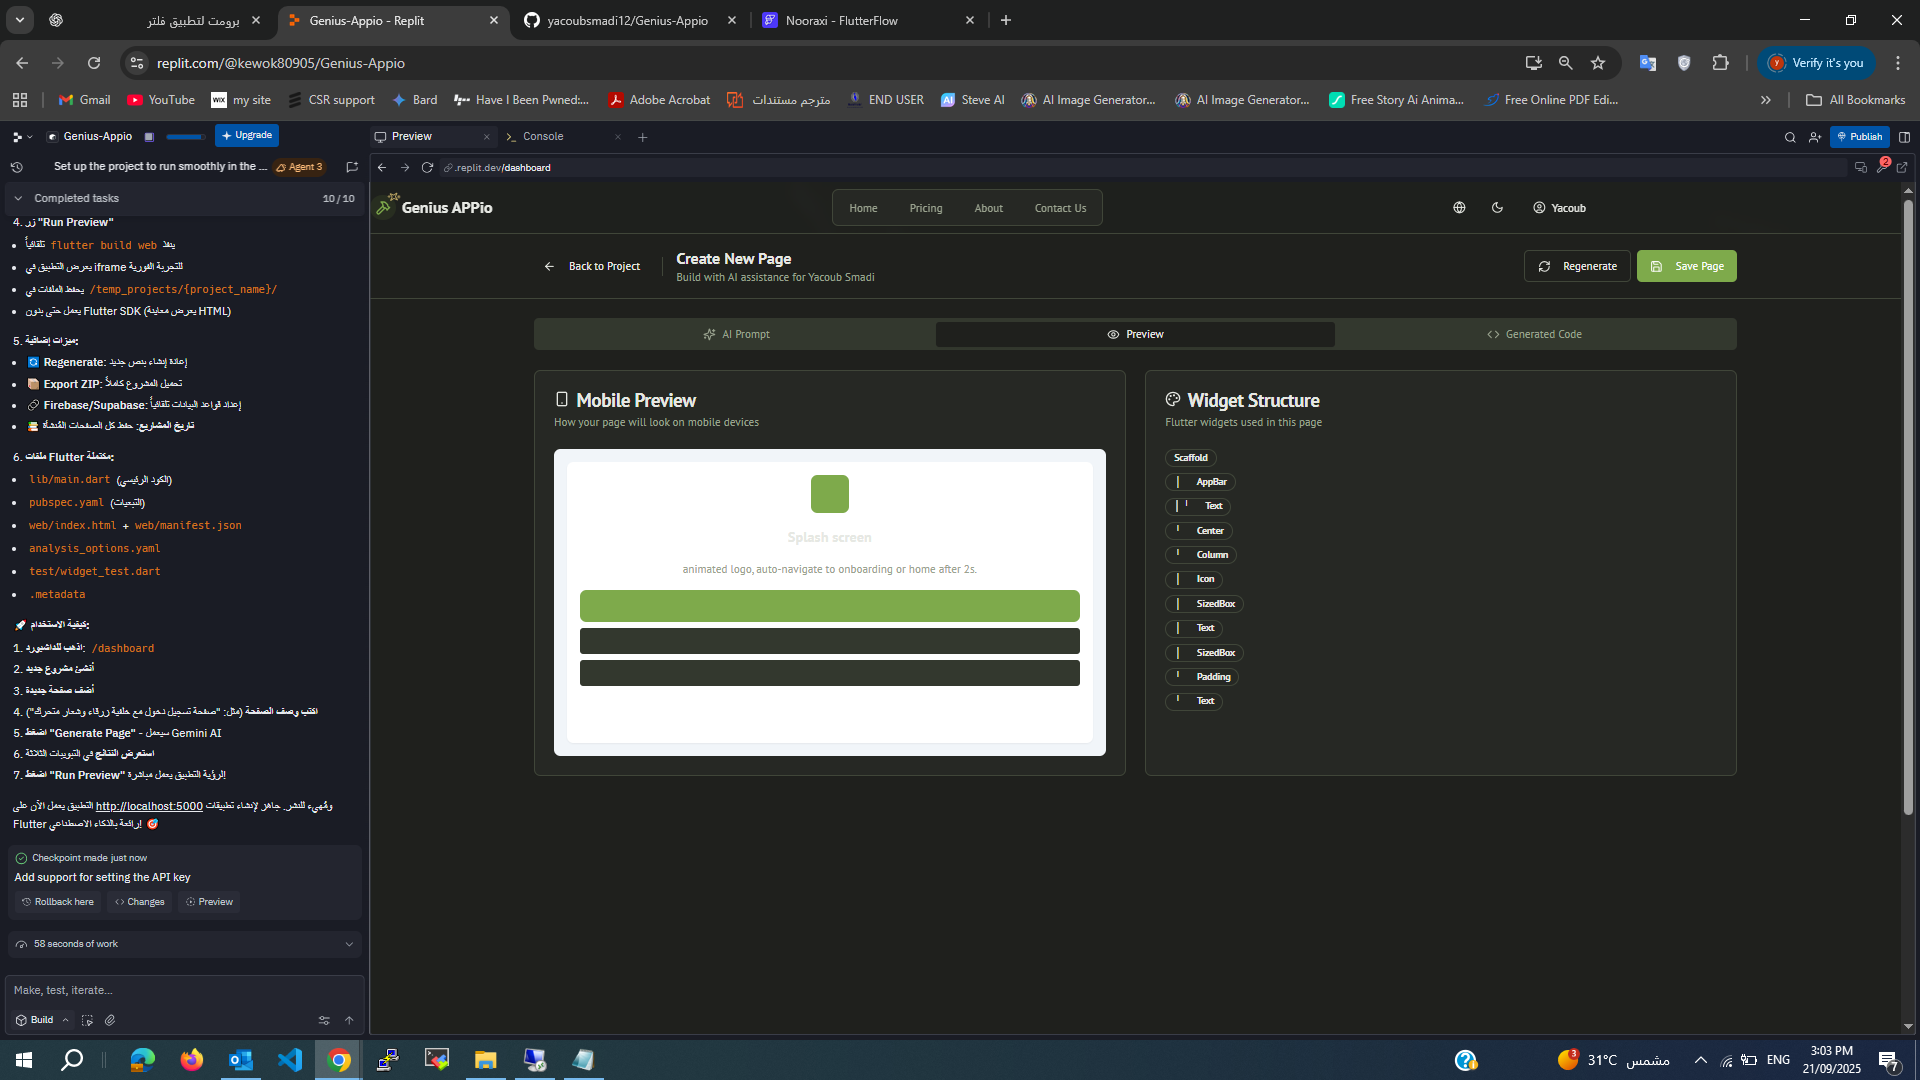 برومت لتطبيق فلتر
Genius-Appio - Replit
yacoubsmadi12/Genius-Appio
Nooraxi - FlutterFlow
replit.com/@kewok80905/Genius-Appio
Verify it's you
Gmail
YouTube
WiX my site
CSR support
Bard
Have I Been Pwned:...
Adobe Acrobat
مترجم مستندات
END USER
Steve AI
AI Image Generator...
AI Image Generator...
Free Story Ai Anima...
Free Online PDF Edi...
All Bookmarks
Genius-Appio
Upgrade
Preview
Console
Publish
Set up the project to run smoothly in the ...
Agent 3
.replit.dev/dashboard
2
Completed tasks
10 / 10
4. زر "Run Preview"
ينفذ flutter build web تلقائياً
يعرض التطبيق في iframe للتجربة الفورية
يحفظ الملفات في /temp_projects/{project_name}/
يعمل حتى بدون Flutter SDK (يعرض معاينة HTML)
5. ميزات إضافية:
🔄 Regenerate: إعادة إنشاء بنص جديد
📦 Export ZIP: تحميل المشروع كاملاً
🔗 Firebase/Supabase: إعداد قواعد البيانات تلقائياً
📚 تاريخ المشاريع: حفظ كل الصفحات المُنشأة
6. ملفات Flutter مكتملة:
lib/main.dart (الكود الرئيسي)
pubspec.yaml (التبعيات)
web/index.html + web/manifest.json
analysis_options.yaml
test/widget_test.dart
.metadata
🚀 كيفية الاستخدام:
1. اذهب للداشبورد: /dashboard
2. أنشئ مشروع جديد
3. أضف صفحة جديدة
4. اكتب وصف الصفحة (مثل: "صفحة تسجيل دخول مع خلفية زرقاء وشعار متحرك")
5. اضغط "Generate Page" - سيعمل Gemini AI
6. استعرض النتائج في التبويبات الثلاثة
7. اضغط "Run Preview" لرؤية التطبيق يعمل مباشرة!
التطبيق يعمل الآن على http://localhost:5000 ومُهيء للنشر. جاهز لإنشاء تطبيقات
Flutter رائعة بالذكاء الاصطناعي! 🎯
Checkpoint made just now
Add support for setting the API key
Rollback here
Changes
Preview
58 seconds of work
Make, test, iterate...
Build
Genius APPio
Home
Pricing
About
Contact Us
Yacoub
Back to Project
Create New Page
Build with AI assistance for Yacoub Smadi
Regenerate
Save Page
AI Prompt
Preview
Generated Code
Mobile Preview
How your page will look on mobile devices
Splash screen
animated logo, auto-navigate to onboarding or home after 2s.
Widget Structure
Flutter widgets used in this page
Scaffold
AppBar
Text
Center
Column
Icon
SizedBox
Text
SizedBox
Padding
Text
3
31°C مشمس
ENG
3:03 PM
21/09/2025
7